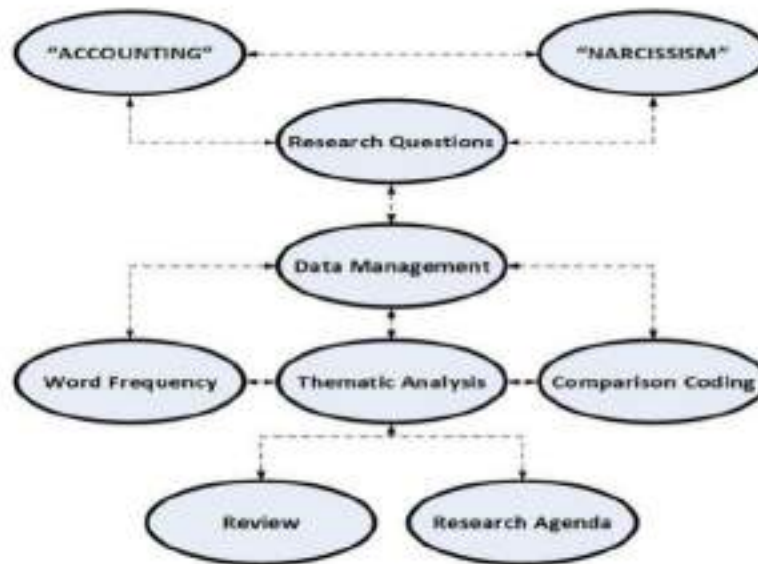 "ACCOUNTING"
"NARCISSISM"
Research Questions
Data Management
Word Frequency
Thematic Analysis
Comparison Coding
Review
Research Agenda